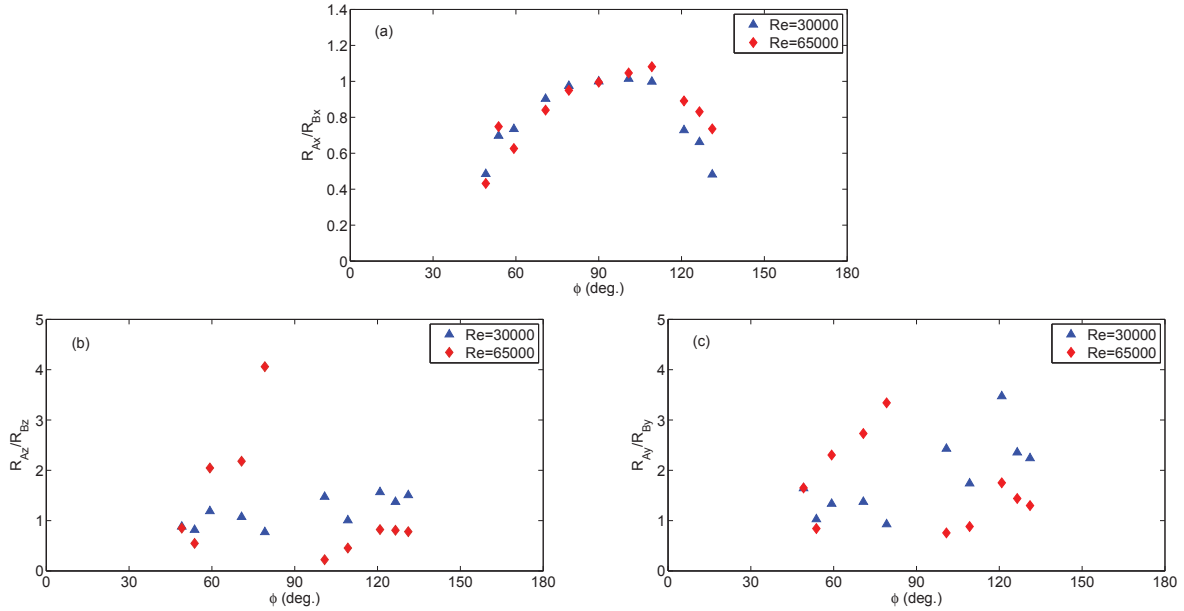 (a)
Re=30000
Re=65000
R_Ax/R_Bx
1.4
1.2
1
0.8
0.6
0.4
0.2
0
0 30 60 90 120 150 180
ϕ (deg.)
(b)
Re=30000
Re=65000
R_Az/R_Bz
5
4
3
2
1
0
0 30 60 90 120 150 180
ϕ (deg.)
(c)
Re=30000
Re=65000
R_Ay/R_By
5
4
3
2
1
0
0 30 60 90 120 150 180
ϕ (deg.)